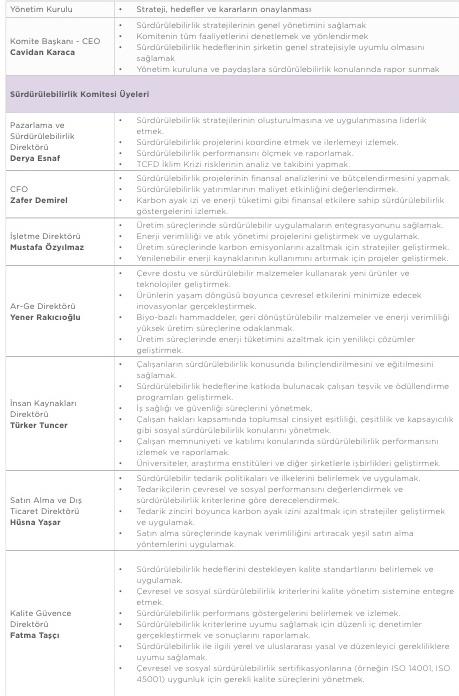 Yönetim Kurulu
• Strateji, hedefler ve kararların onaylanması
Komite Başkanı - CEO
Cavidan Karaca
• Sürdürülebilirlik stratejilerinin genel yönetimini sağlamak
• Komitenin tüm faaliyetlerini denetlemek ve yönlendirmek
• Sürdürülebilirlik hedeflerinin şirketin genel stratejisiyle uyumlu olmasını
sağlamak
• Yönetim kuruluna ve paydaşlara sürdürülebilirlik konularında rapor sunmak
Sürdürülebilirlik Komitesi Üyeleri
Pazarlama ve
Sürdürülebilirlik
Direktörü
Derya Esnaf
• Sürdürülebilirlik stratejilerinin oluşturulmasına ve uygulanmasına liderlik
etmek.
• Sürdürülebilirlik projelerini koordine etmek ve ilerlemeyi izlemek.
• Sürdürülebilirlik performansını ölçmek ve raporlamak.
• TCFD İklim Krizi risklerinin analiz ve takibini yapmak.
CFO
Zafer Demirel
• Sürdürülebilirlik projelerinin finansal analizlerini ve bütçelendirmesini yapmak.
• Sürdürülebilirlik yatırımlarının maliyet etkinliğini değerlendirmek.
• Karbon ayak izi ve enerji tüketimi gibi finansal etkilere sahip sürdürülebilirlik
göstergelerini izlemek.
İşletme Direktörü
Mustafa Özyılmaz
• Üretim süreçlerinde sürdürülebilir uygulamaların entegrasyonunu sağlamak.
• Enerji verimliliği ve atık yönetimi projelerini geliştirmek ve uygulamak.
• Üretim süreçlerinde karbon emisyonlarını azaltmak için stratejiler geliştirmek.
• Yenilenebilir enerji kaynaklarının kullanımını artırmak için projeler geliştirmek.
Ar-Ge Direktörü
Yener Rakıcıoğlu
• Çevre dostu ve sürdürülebilir malzemeler kullanarak yeni ürünler ve
teknolojiler geliştirmek.
• Ürünlerin yaşam döngüsü boyunca çevresel etkilerini minimize edecek
inovasyonlar gerçekleştirmek.
• Biyo-bazlı hammaddeler, geri dönüştürülebilir malzemeler ve enerji verimliliği
yüksek üretim süreçlerine odaklanmak.
• Üretim süreçlerinde enerji tüketimini azaltmak için yenilikçi çözümler
geliştirmek.
İnsan Kaynakları
Direktörü
Türker Tuncer
• Çalışanların sürdürülebilirlik konusunda bilinçlendirilmesini ve eğitilmesini
sağlamak.
• Sürdürülebilirlik hedeflerine katkıda bulunacak çalışan teşvik ve ödüllendirme
programları geliştirmek.
• İş sağlığı ve güvenliği süreçlerini yönetmek.
• Çalışan hakları kapsamında toplumsal cinsiyet eşitliği, çeşitlilik ve kapsayıcılık
gibi sosyal sürdürülebilirlik konularını yönetmek.
• Çalışan memnuniyeti ve katılımı konularında sürdürülebilirlik performansını
izlemek ve raporlamak.
• Üniversiteler, araştırma enstitüleri ve diğer şirketlerle işbirlikleri geliştirmek.
Satın Alma ve Dış
Ticaret Direktörü
Hüsna Yaşar
• Sürdürülebilir tedarik politikaları ve ilkelerini belirlemek ve uygulamak.
• Tedarikçilerin çevresel ve sosyal performansını değerlendirmek ve
sürdürülebilirlik kriterlerine göre derecelendirmek.
• Tedarik zinciri boyunca karbon ayak izini azaltmak için stratejiler geliştirmek
ve uygulamak.
• Satın alma süreçlerinde kaynak verimliliğini artıracak yeşil satın alma
yöntemlerini uygulamak.
Kalite Güvence
Direktörü
Fatma Taşçı
• Sürdürülebilirlik hedeflerini destekleyen kalite standartlarını belirlemek ve
uygulamak.
• Çevresel ve sosyal sürdürülebilirlik kriterlerini kalite yönetim sistemine entegre
etmek.
• Sürdürülebilirlik performans göstergelerini belirlemek ve izlemek.
• Sürdürülebilirlik kriterlerine uyumu sağlamak için düzenli iç denetimler
gerçekleştirmek ve sonuçlarını raporlamak.
• Sürdürülebilirlik ile ilgili yerel ve uluslararası yasal ve düzenleyici gerekliliklere
uyumu sağlamak.
• Çevresel ve sosyal sürdürülebilirlik sertifikasyonlarına (örneğin ISO 14001, ISO
45001) uygunluk için gerekli kalite süreçlerini yönetmek.